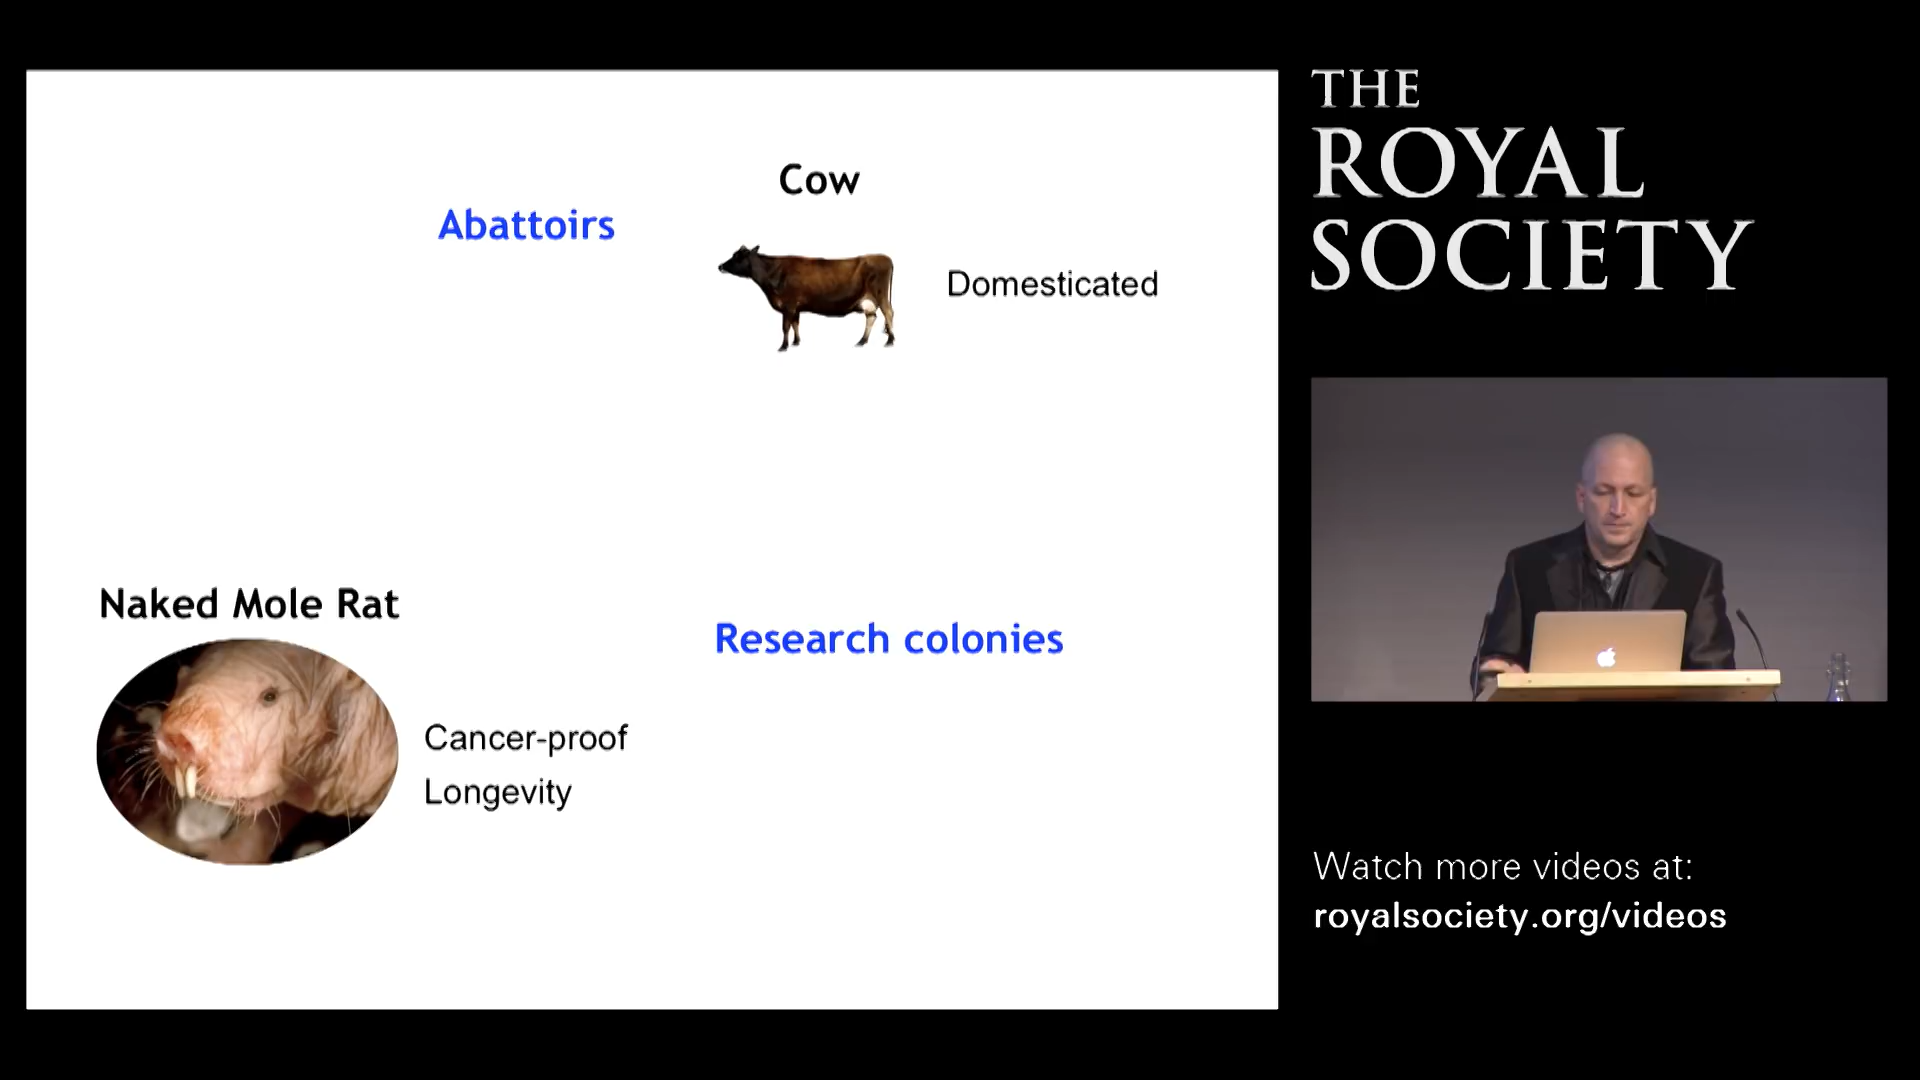 Cow
Abattoirs
Domesticated
Naked Mole Rat
Research colonies
Cancer-proof
Longevity
THE
ROYAL
SOCIETY
Watch more videos at:
royalsociety.org/videos